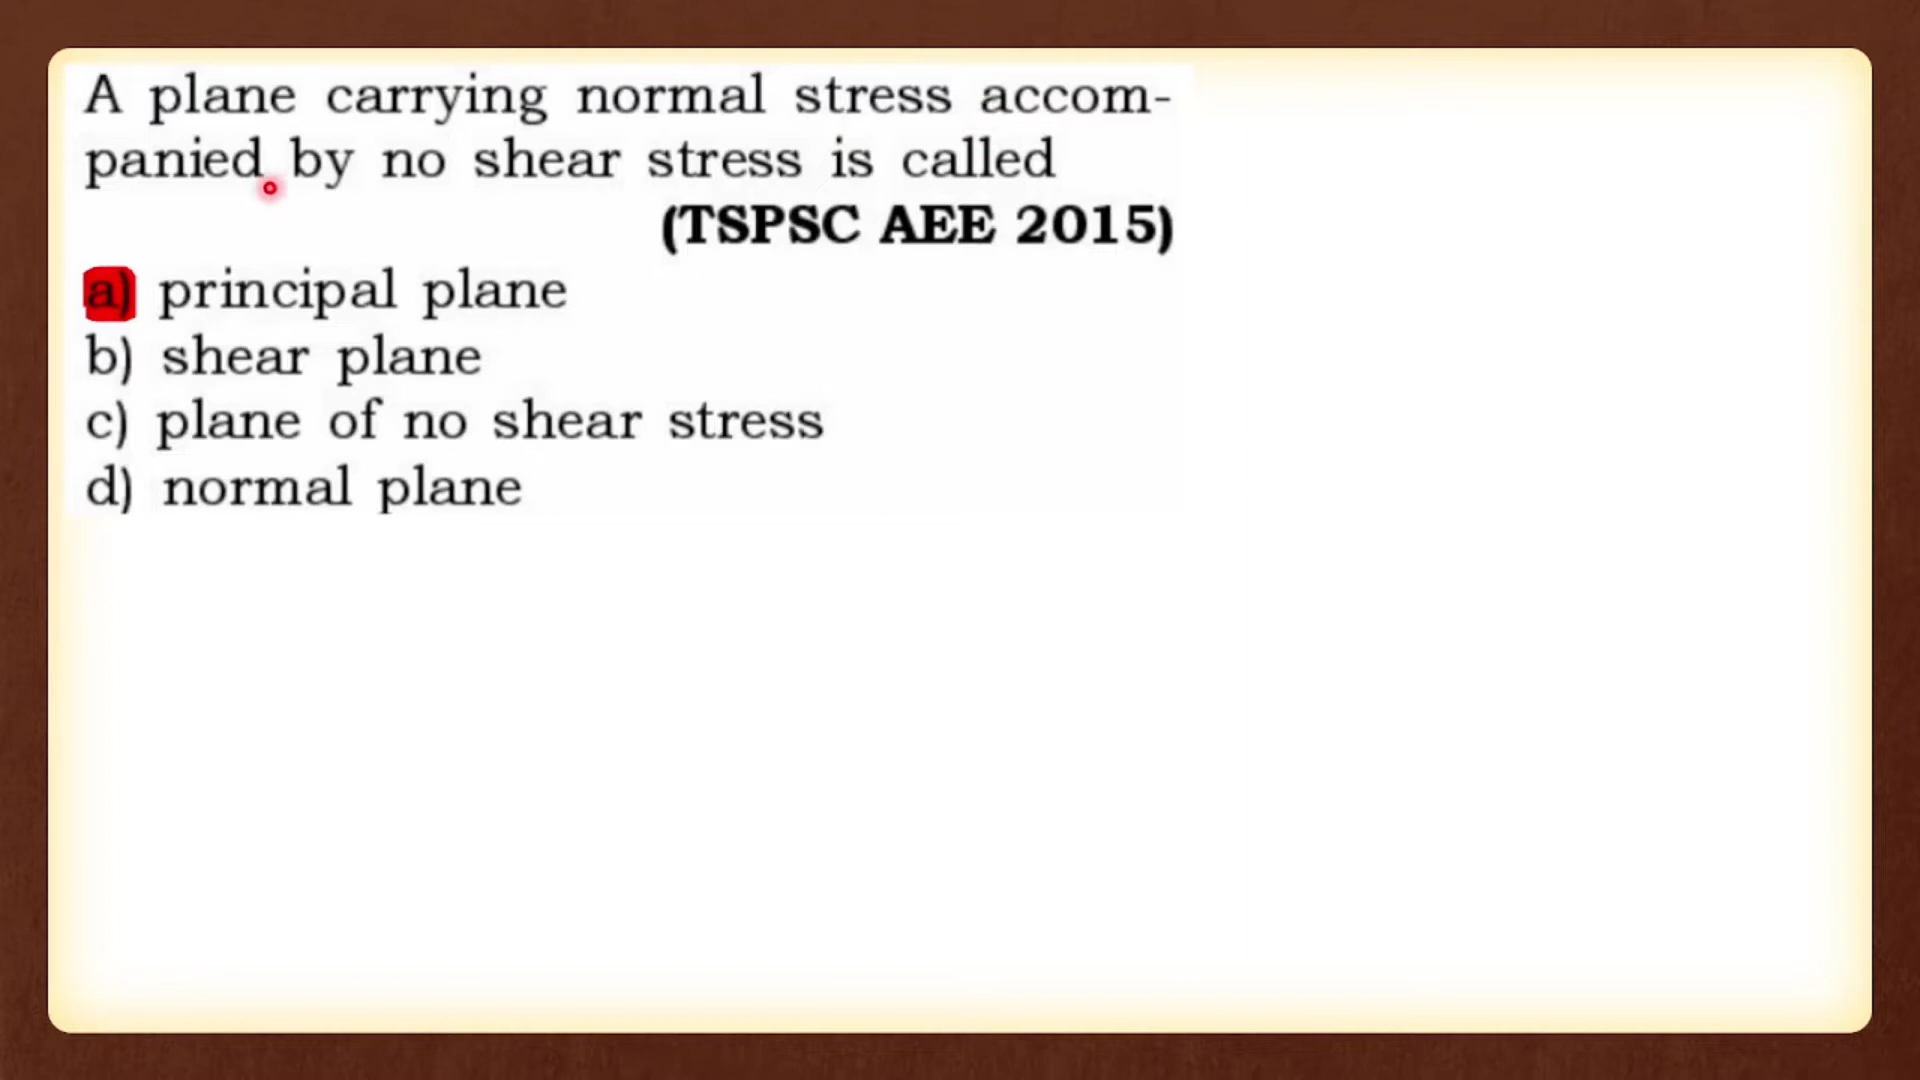 A plane carrying normal stress accom-
panied by no shear stress is called
(TSPSC AEE 2015)
a) principal plane
b) shear plane
c) plane of no shear stress
d) normal plane